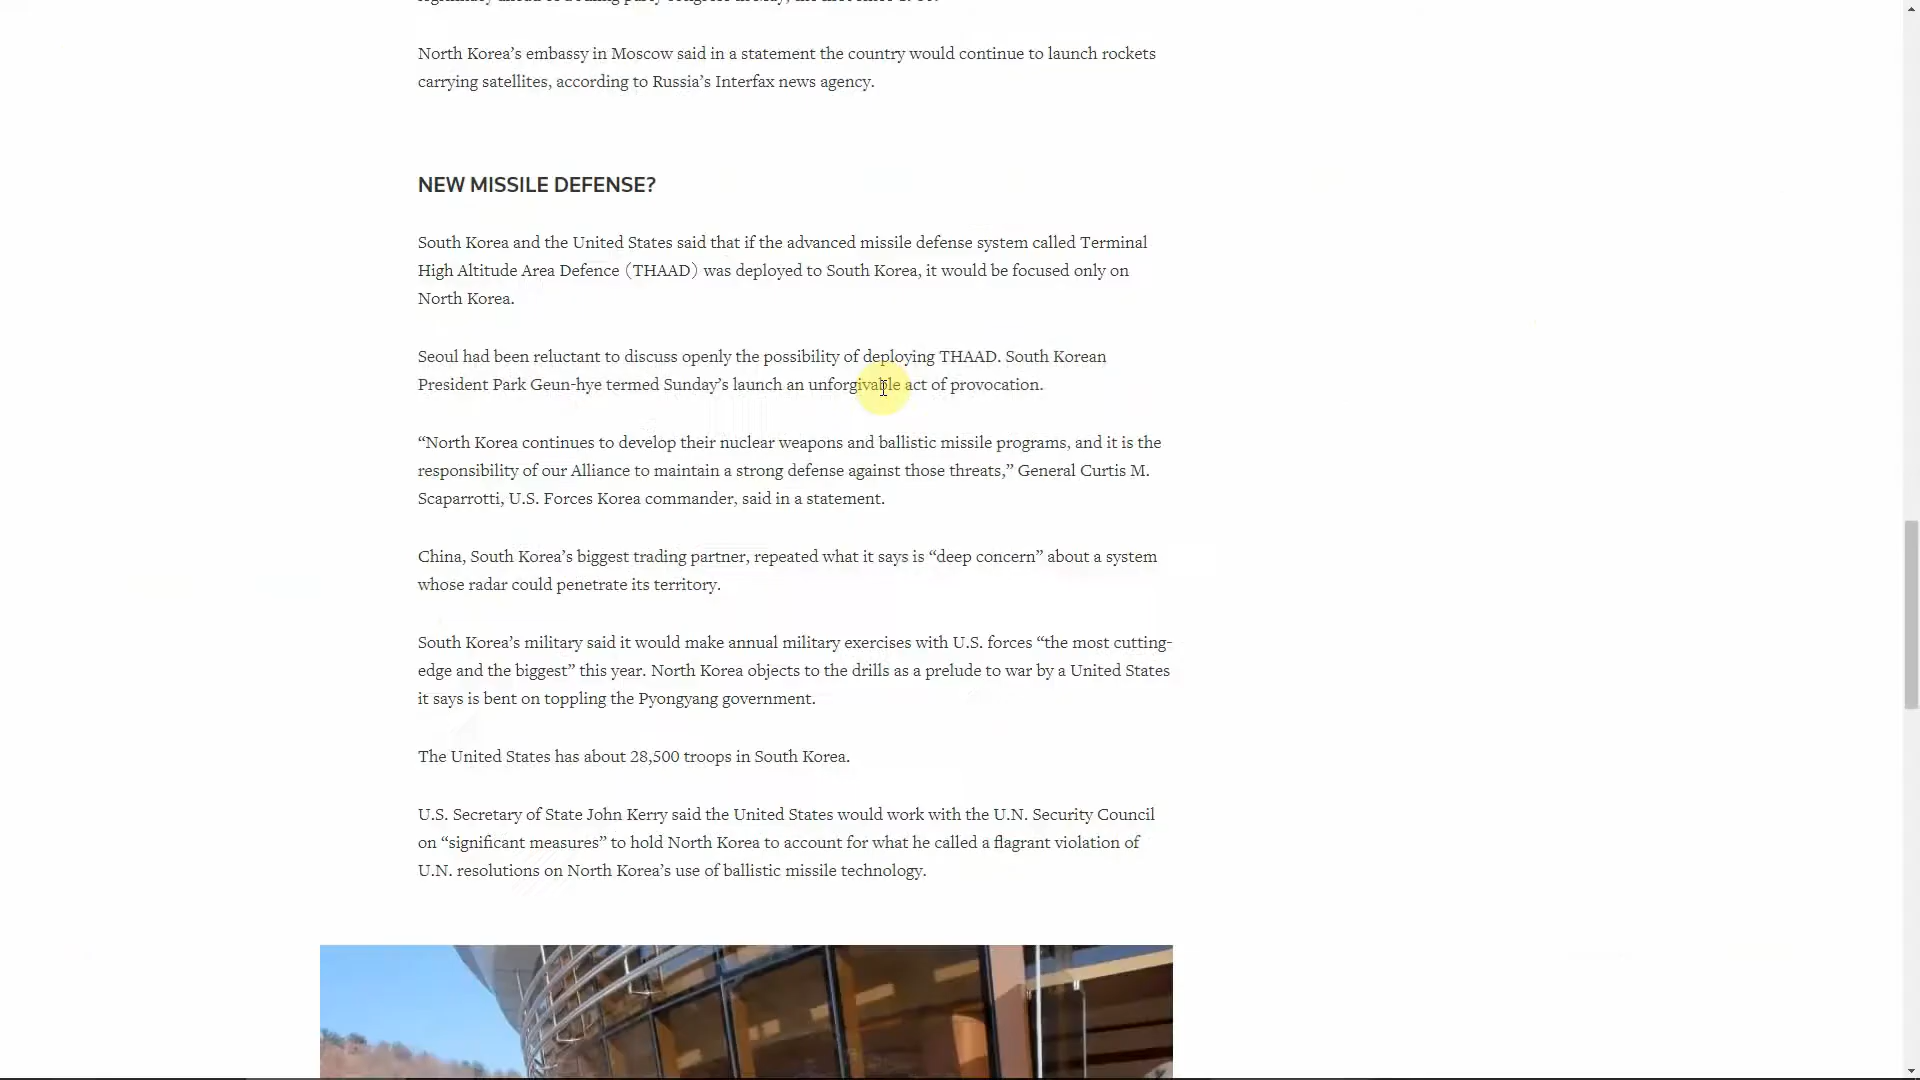 North Korea’s embassy in Moscow said in a statement the country would continue to launch rockets
carrying satellites, according to Russia’s Interfax news agency.
NEW MISSILE DEFENSE?
South Korea and the United States said that if the advanced missile defense system called Terminal
High Altitude Area Defence (THAAD) was deployed to South Korea, it would be focused only on
North Korea.
Seoul had been reluctant to discuss openly the possibility of deploying THAAD. South Korean
President Park Geun-hye termed Sunday’s launch an unforgivable act of provocation.
“North Korea continues to develop their nuclear weapons and ballistic missile programs, and it is the
responsibility of our Alliance to maintain a strong defense against those threats,” General Curtis M.
Scaparrotti, U.S. Forces Korea commander, said in a statement.
China, South Korea’s biggest trading partner, repeated what it says is “deep concern” about a system
whose radar could penetrate its territory.
South Korea’s military said it would make annual military exercises with U.S. forces “the most cutting-
edge and the biggest” this year. North Korea objects to the drills as a prelude to war by a United States
it says is bent on toppling the Pyongyang government.
The United States has about 28,500 troops in South Korea.
U.S. Secretary of State John Kerry said the United States would work with the U.N. Security Council
on “significant measures” to hold North Korea to account for what he called a flagrant violation of
U.N. resolutions on North Korea’s use of ballistic missile technology.